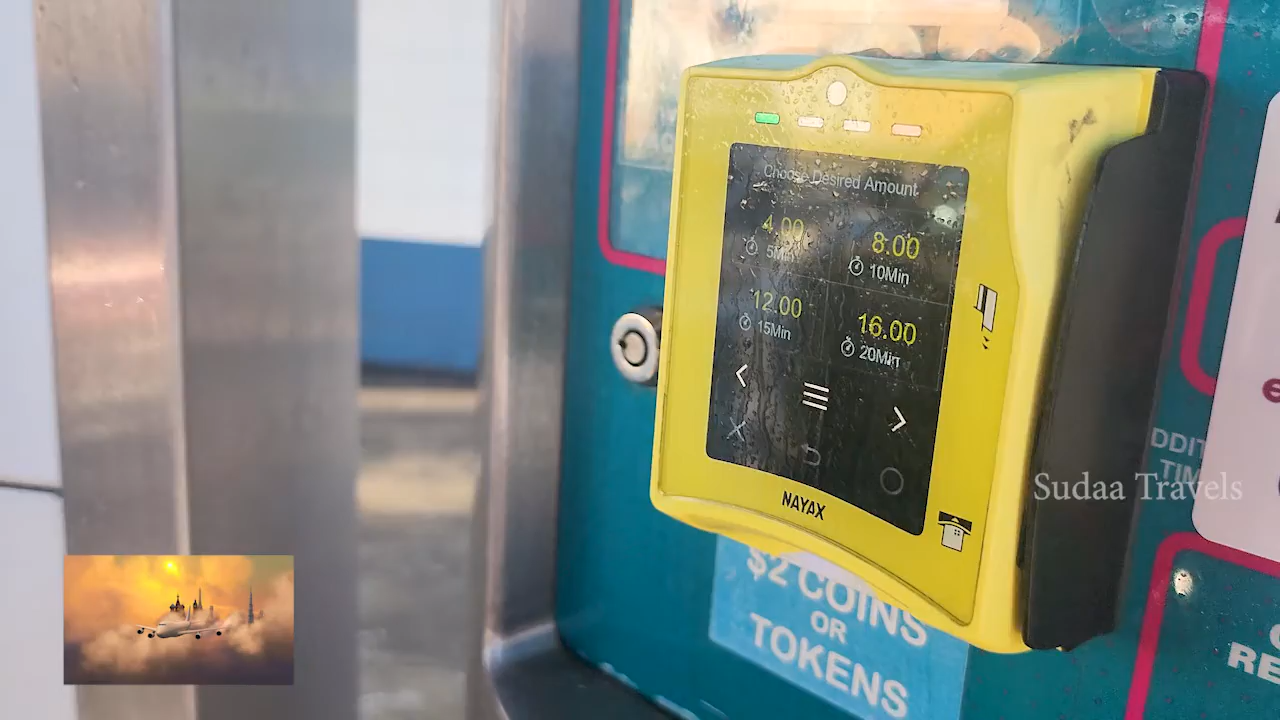 Choose Desired Amount
4.00
5Min
8.00
10Min
12.00
15Min
16.00
20Min
NAYAX
$2 COINS
OR
TOKENS
Sudaa Travels